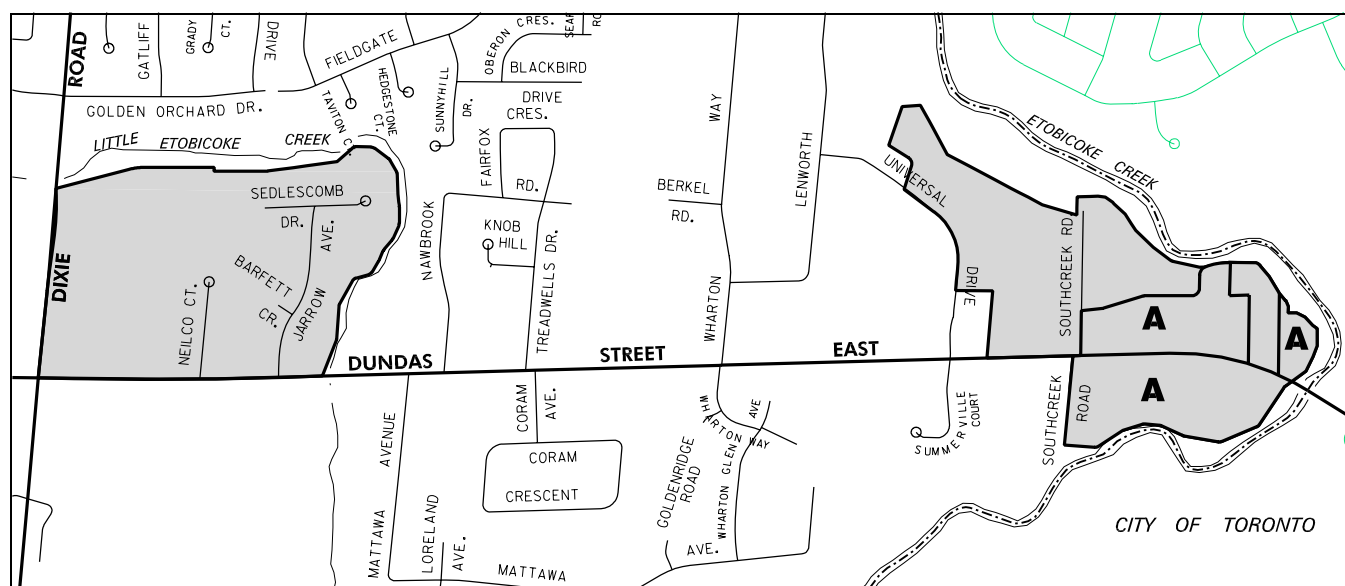 ROAD
GATLIFF
GRADY
CT.
DRIVE
FIELDGATE
OBERON
CRES.
BLACKBIRD
DRIVE
CRES.
GOLDEN ORCHARD DR.
TAVITON
HEDGESTONE
CT.
SUNNYHILL
DR.
LITTLE ETOBICOKE CREEK
FAIRFOX
RD.
WAY
BERKEL
RD.
LENWORTH
UNIVERSAL
DRIVE
ETOBICOKE CREEK
SEDLESCOMB
DR.
AVE.
JARROW
BARFETT
CR.
NEILCO CT.
DIXIE
NAWBROOK
KNOB
HILL
TREADWELLS DR.
WHARTON
SOUTHCREEK RD
A
A
A
DUNDAS STREET EAST
SOUTHCREEK
ROAD
MATTAWA AVENUE
CORAM
AVE.
CORAM
CRESCENT
LORELAND
AVE.
MATTAWA
AVE.
GOLDENRIDGE
ROAD
WHARTON WAY
WHARTON GLEN
AVE
SUMMERVILLE
COURT
CITY OF TORONTO